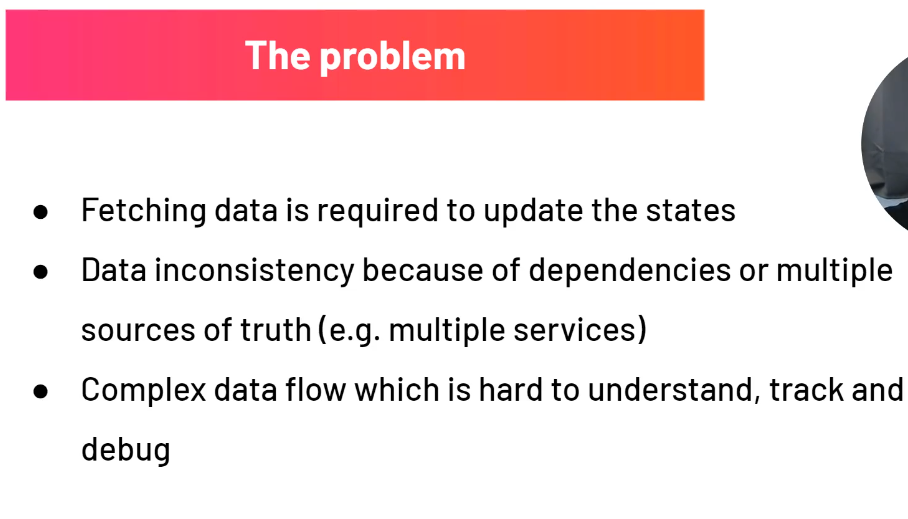 The problem
● Fetching data is required to update the states
● Data inconsistency because of dependencies or multiple
sources of truth (e.g. multiple services)
● Complex data flow which is hard to understand, track and
debug